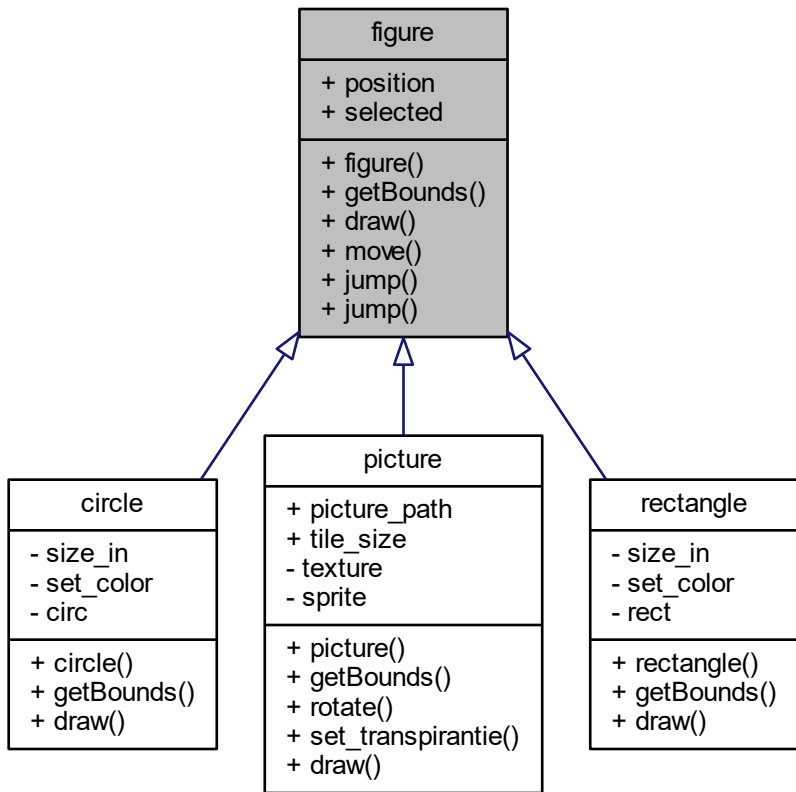 figure
+ position
+ selected
+ figure()
+ getBounds()
+ draw()
+ move()
+ jump()
+ jump()
circle
- size_in
- set_color
- circ
+ circle()
+ getBounds()
+ draw()
picture
+ picture_path
+ tile_size
- texture
- sprite
+ picture()
+ getBounds()
+ rotate()
+ set_transpirantie()
+ draw()
rectangle
- size_in
- set_color
- rect
+ rectangle()
+ getBounds()
+ draw()